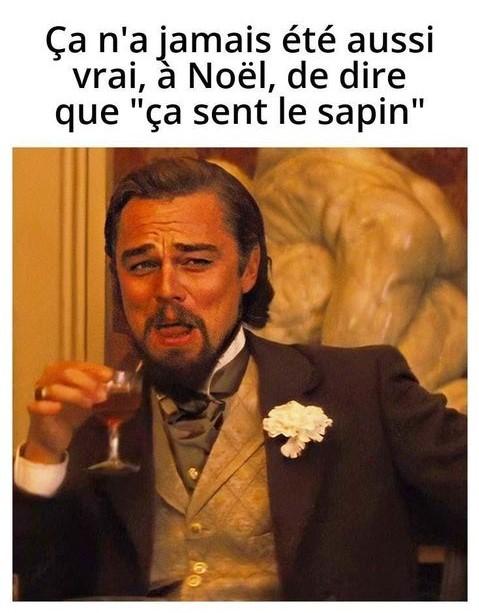 Ça n'a jamais été aussi
vrai, à Noël, de dire
que "ça sent le sapin"